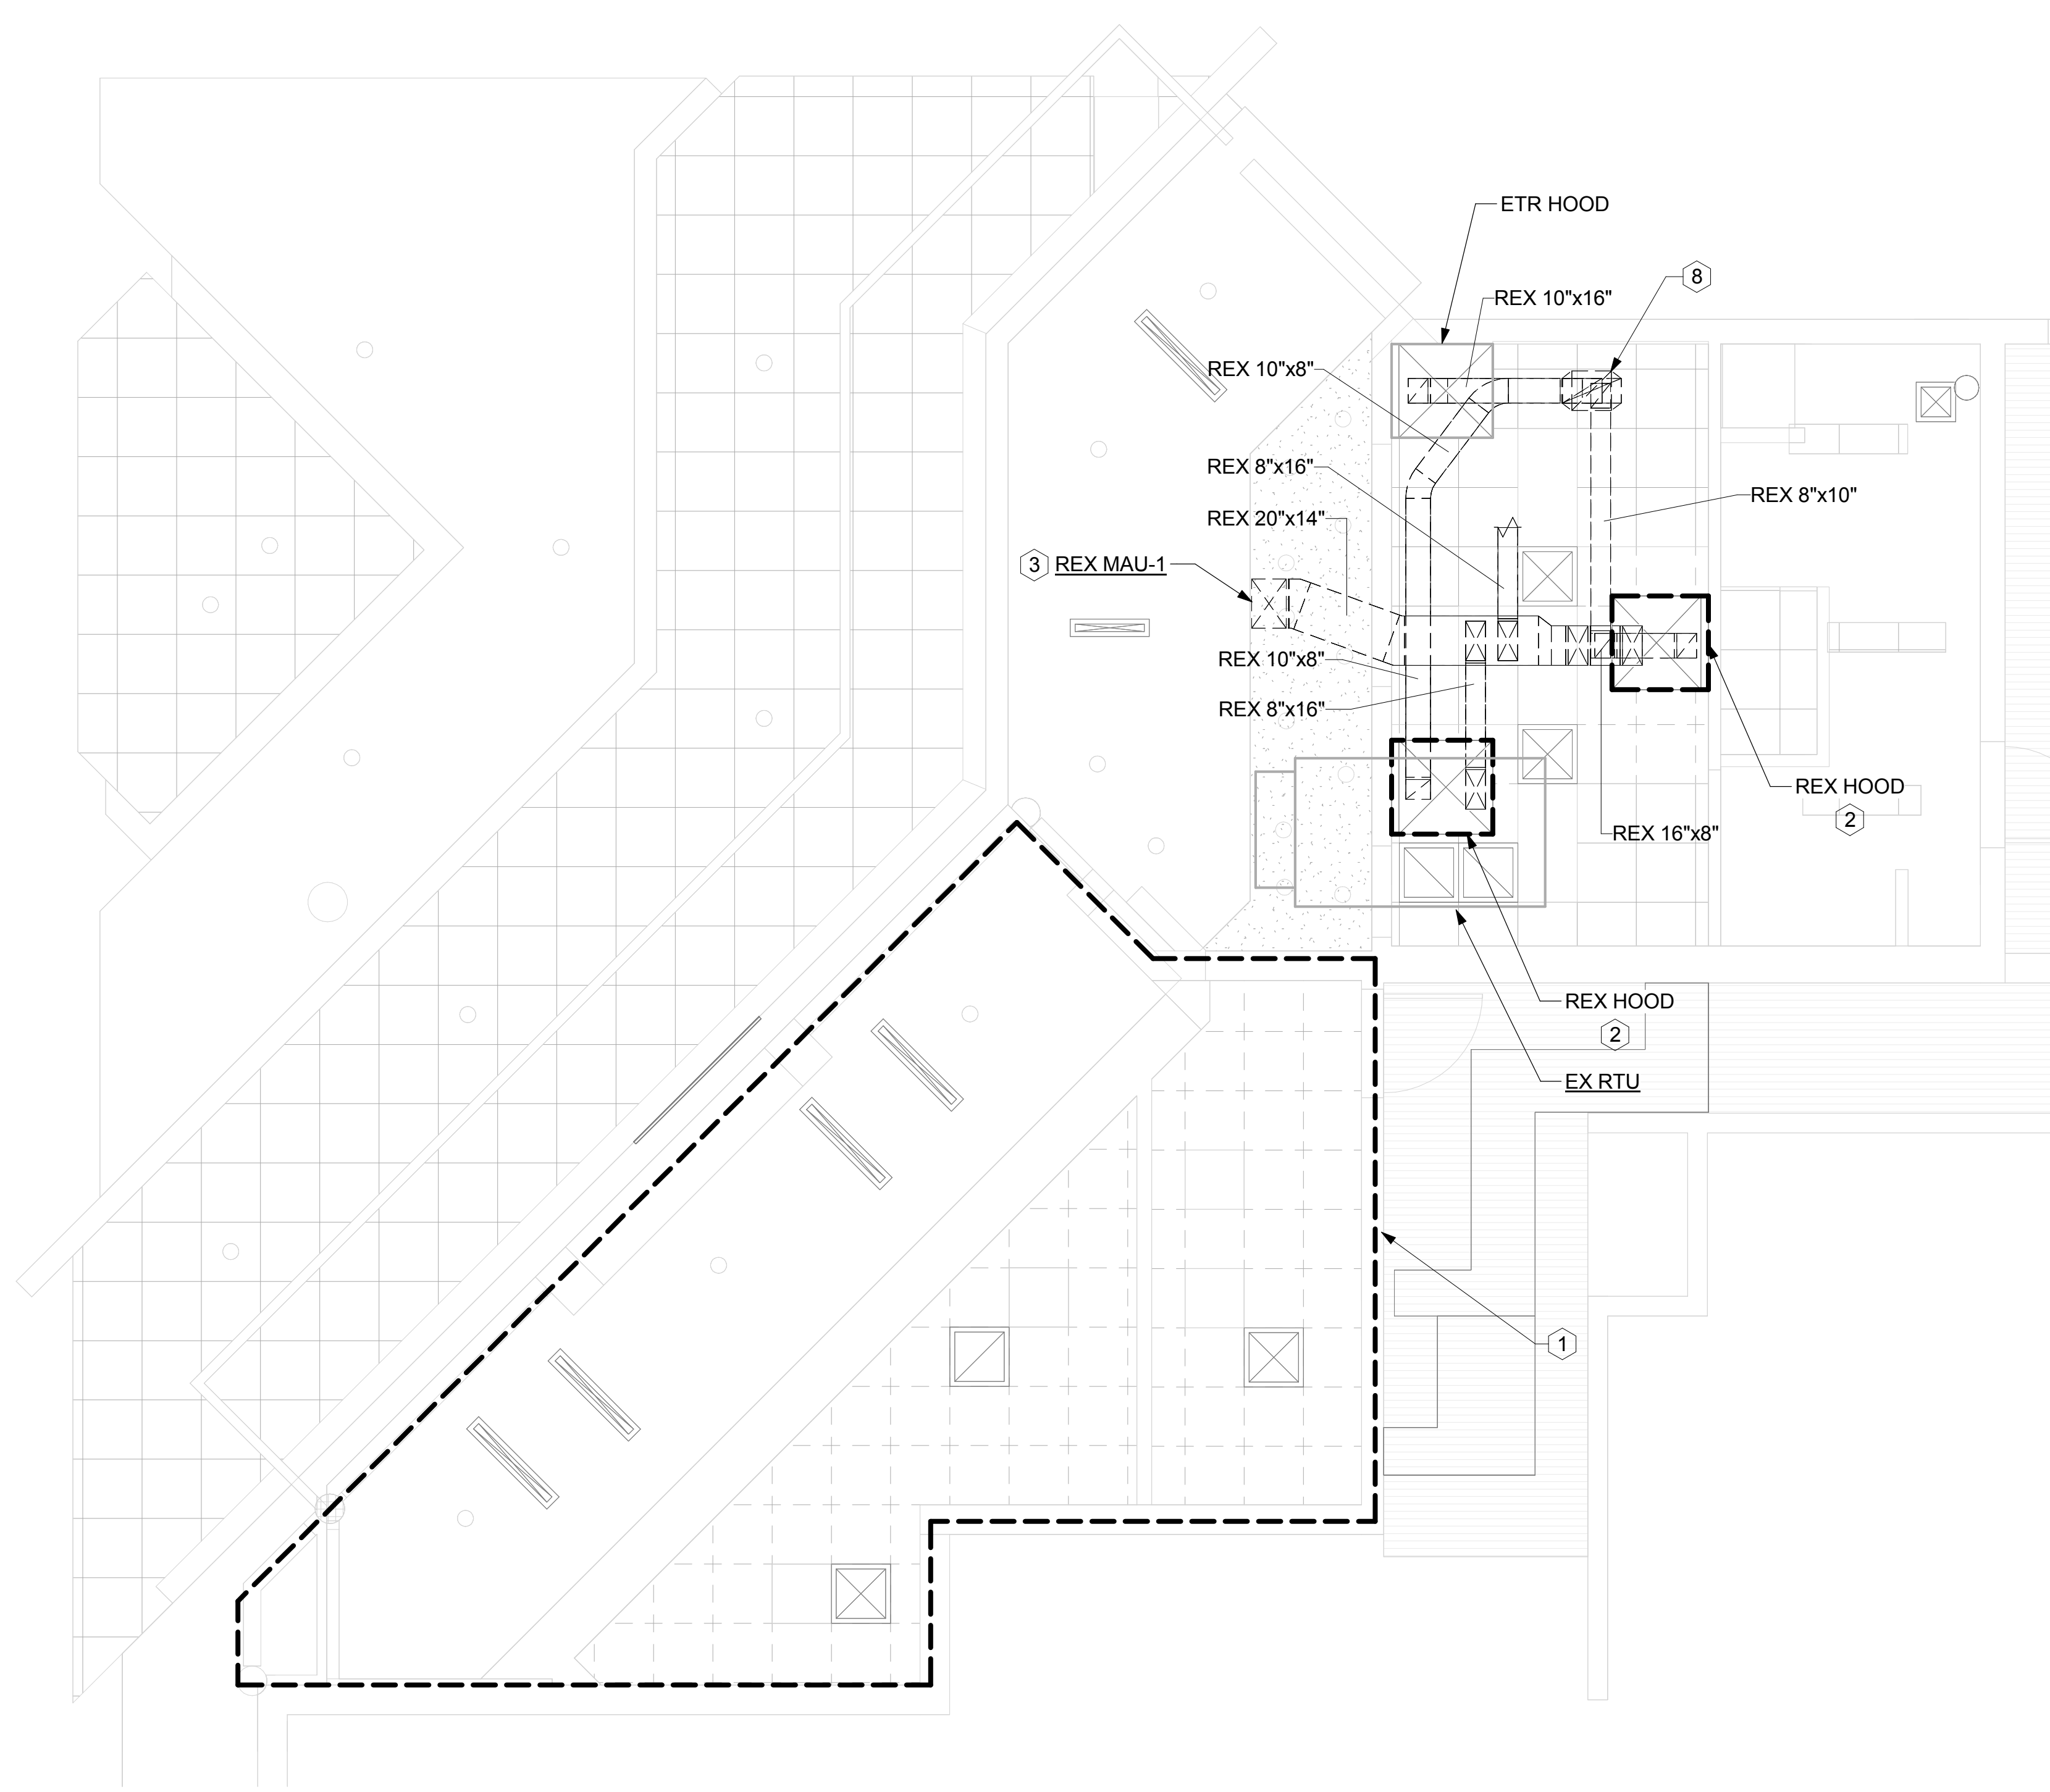 ETR HOOD
8
REX 10"x16"
REX 10"x8"
REX 8"x16"
REX 8"x10"
REX 20"x14"
3 REX MAU-1
REX 10"x8"
REX 8"x16"
REX HOOD
2
REX 16"x8"
REX HOOD
2
EX RTU
1